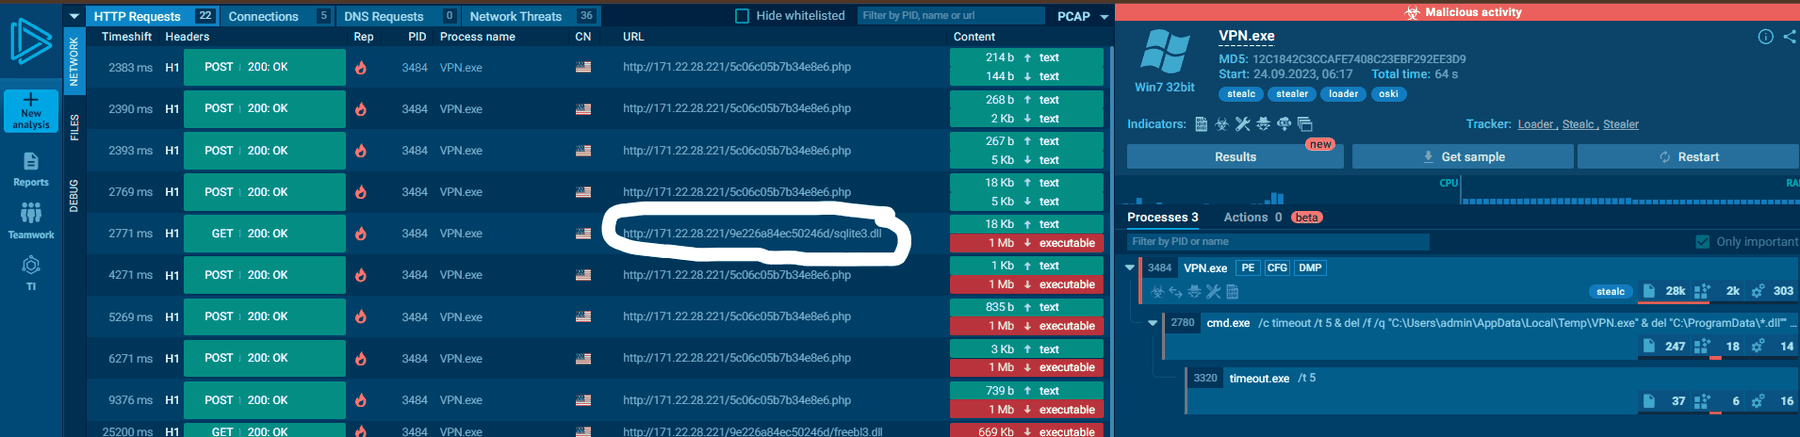 HTTP Requests 22 Connections 5 DNS Requests 0 Network Threats 36 Hide whitelisted Filter by PID, name or url PCAP
Timeshift Headers Rep PID Process name CN URL Content
2383 ms H1 POST 200: OK 3484 VPN.exe http://171.22.28.221/5c06c05b7b34e8e6.php 214 b text
144 b text
2390 ms H1 POST 200: OK 3484 VPN.exe http://171.22.28.221/5c06c05b7b34e8e6.php 268 b text
2 Kb text
2393 ms H1 POST 200: OK 3484 VPN.exe http://171.22.28.221/5c06c05b7b34e8e6.php 267 b text
5 Kb text
2769 ms H1 POST 200: OK 3484 VPN.exe http://171.22.28.221/5c06c05b7b34e8e6.php 18 Kb text
5 Kb text
2771 ms H1 GET 200: OK 3484 VPN.exe http://171.22.28.221/9e226a84ec50246d/sqlite3.dll 18 Kb text
1 Mb executable
4271 ms H1 POST 200: OK 3484 VPN.exe http://171.22.28.221/5c06c05b7b34e8e6.php 1 Kb text
1 Mb executable
5269 ms H1 POST 200: OK 3484 VPN.exe http://171.22.28.221/5c06c05b7b34e8e6.php 835 b text
1 Mb executable
6271 ms H1 POST 200: OK 3484 VPN.exe http://171.22.28.221/5c06c05b7b34e8e6.php 3 Kb text
1 Mb executable
9376 ms H1 POST 200: OK 3484 VPN.exe http://171.22.28.221/5c06c05b7b34e8e6.php 739 b text
1 Mb executable
25200 ms H1 GET 200: OK 3484 VPN.exe http://171.22.28.221/9e226a84ec50246d/freebl3.dll 669 Kb executable
New
analysis
Reports
Teamwork
TI
NETWORK
FILES
DEBUG
Malicious activity
Win7 32bit
VPN.exe
MD5: 12C1842C3CCAFE7408C23EBF292EE3D9
Start: 24.09.2023, 06:17 Total time: 64 s
stealc stealer loader oski
Indicators: Tracker: Loader, Stealc, Stealer
new
Results Get sample Restart
CPU RAM
Processes 3 Actions 0 beta
Filter by PID or name Only important
3484 VPN.exe PE CFG DMP
stealc 28k 2k 303
2780 cmd.exe /c timeout /t 5 & del /f /q "C:\Users\admin\AppData\Local\Temp\VPN.exe" & del "C:\ProgramData\*.dll"" ...
247 18 14
3320 timeout.exe /t 5
37 6 16